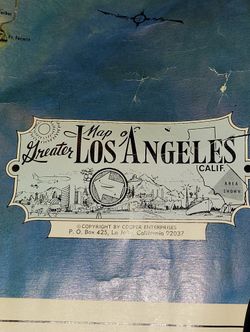 Map of
Greater
LOS ANGELES
(CALIF.
AREA
SHOWN
© COPYRIGHT BY COOPER ENTERPRISES
P. O. Box 425, La Jolla, California 92037